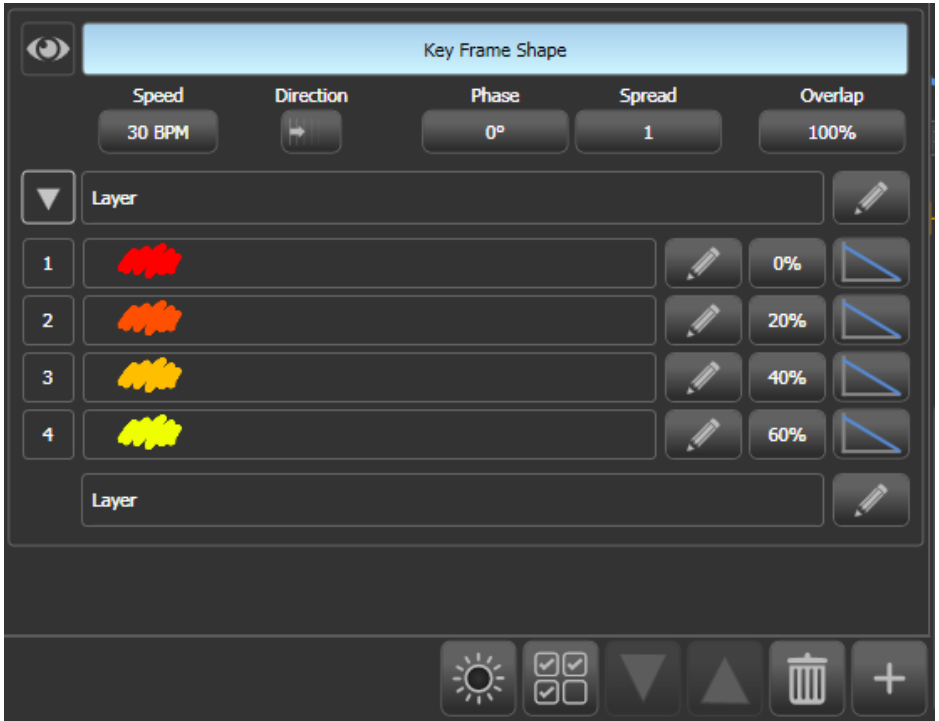 Key Frame Shape
Speed Direction Phase Spread Overlap
30 BPM 0° 1 100%
Layer
1 0%
2 20%
3 40%
4 60%
Layer